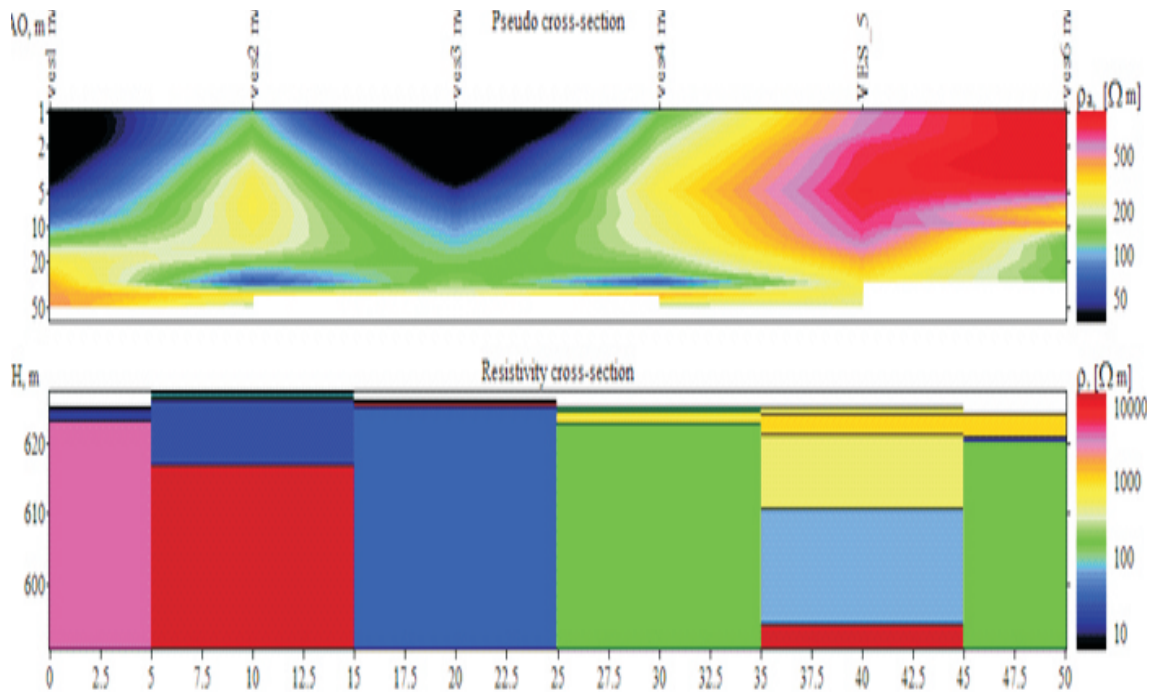 AO, m
Pseudo cross-section
ves1 m
ves2 m
ves3 m
ves4 m
VES_5
ves6 m
ρa, [Ωm]
1
2
5
10
20
50
500
200
100
50
H, m
Resistivity cross-section
ρ, [Ωm]
620
610
600
10000
1000
100
10
0 2.5 5 7.5 10 12.5 15 17.5 20 22.5 25 27.5 30 32.5 35 37.5 40 42.5 45 47.5 50